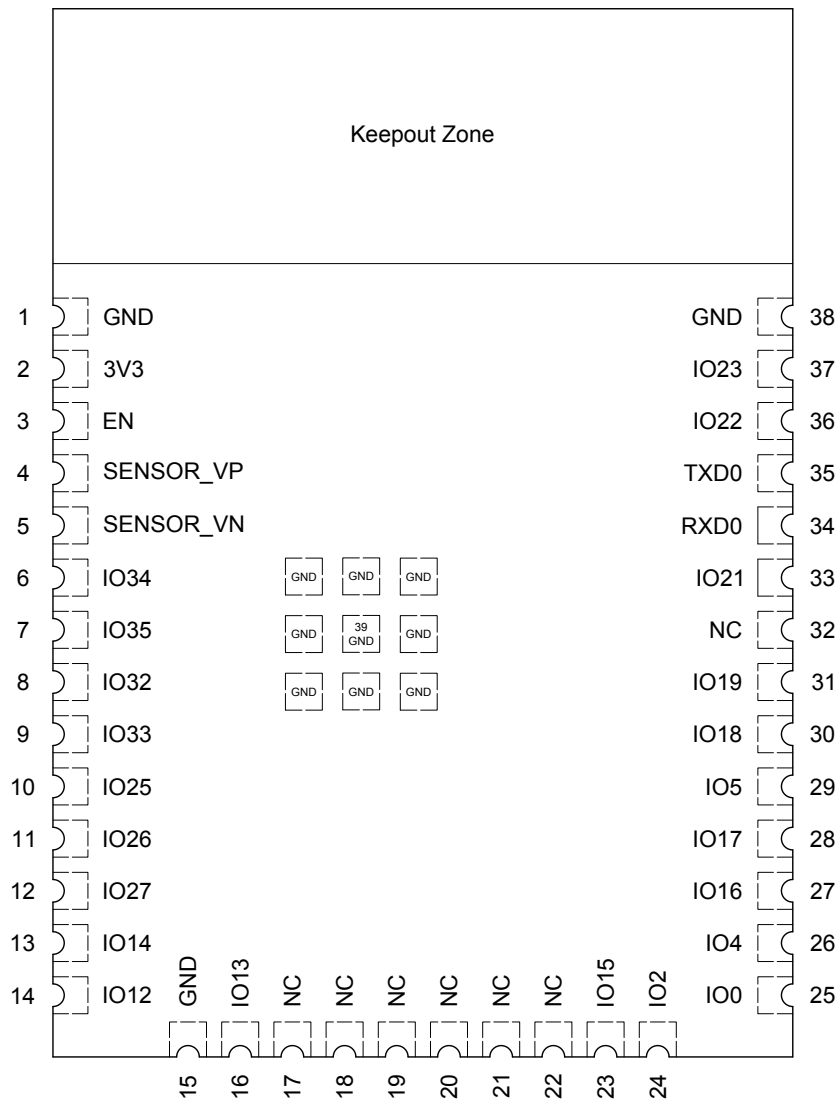 Keepout Zone
1 GND GND 38
2 3V3 IO23 37
3 EN IO22 36
4 SENSOR_VP TXD0 35
5 SENSOR_VN RXD0 34
6 IO34 GND GND GND IO21 33
7 IO35 GND 39 GND GND NC 32
8 IO32 GND GND GND IO19 31
9 IO33 IO18 30
10 IO25 IO5 29
11 IO26 IO17 28
12 IO27 IO16 27
13 IO14 IO4 26
14 IO12 GND IO13 NC NC NC NC NC NC IO15 IO2 IO0 25
15 16 17 18 19 20 21 22 23 24